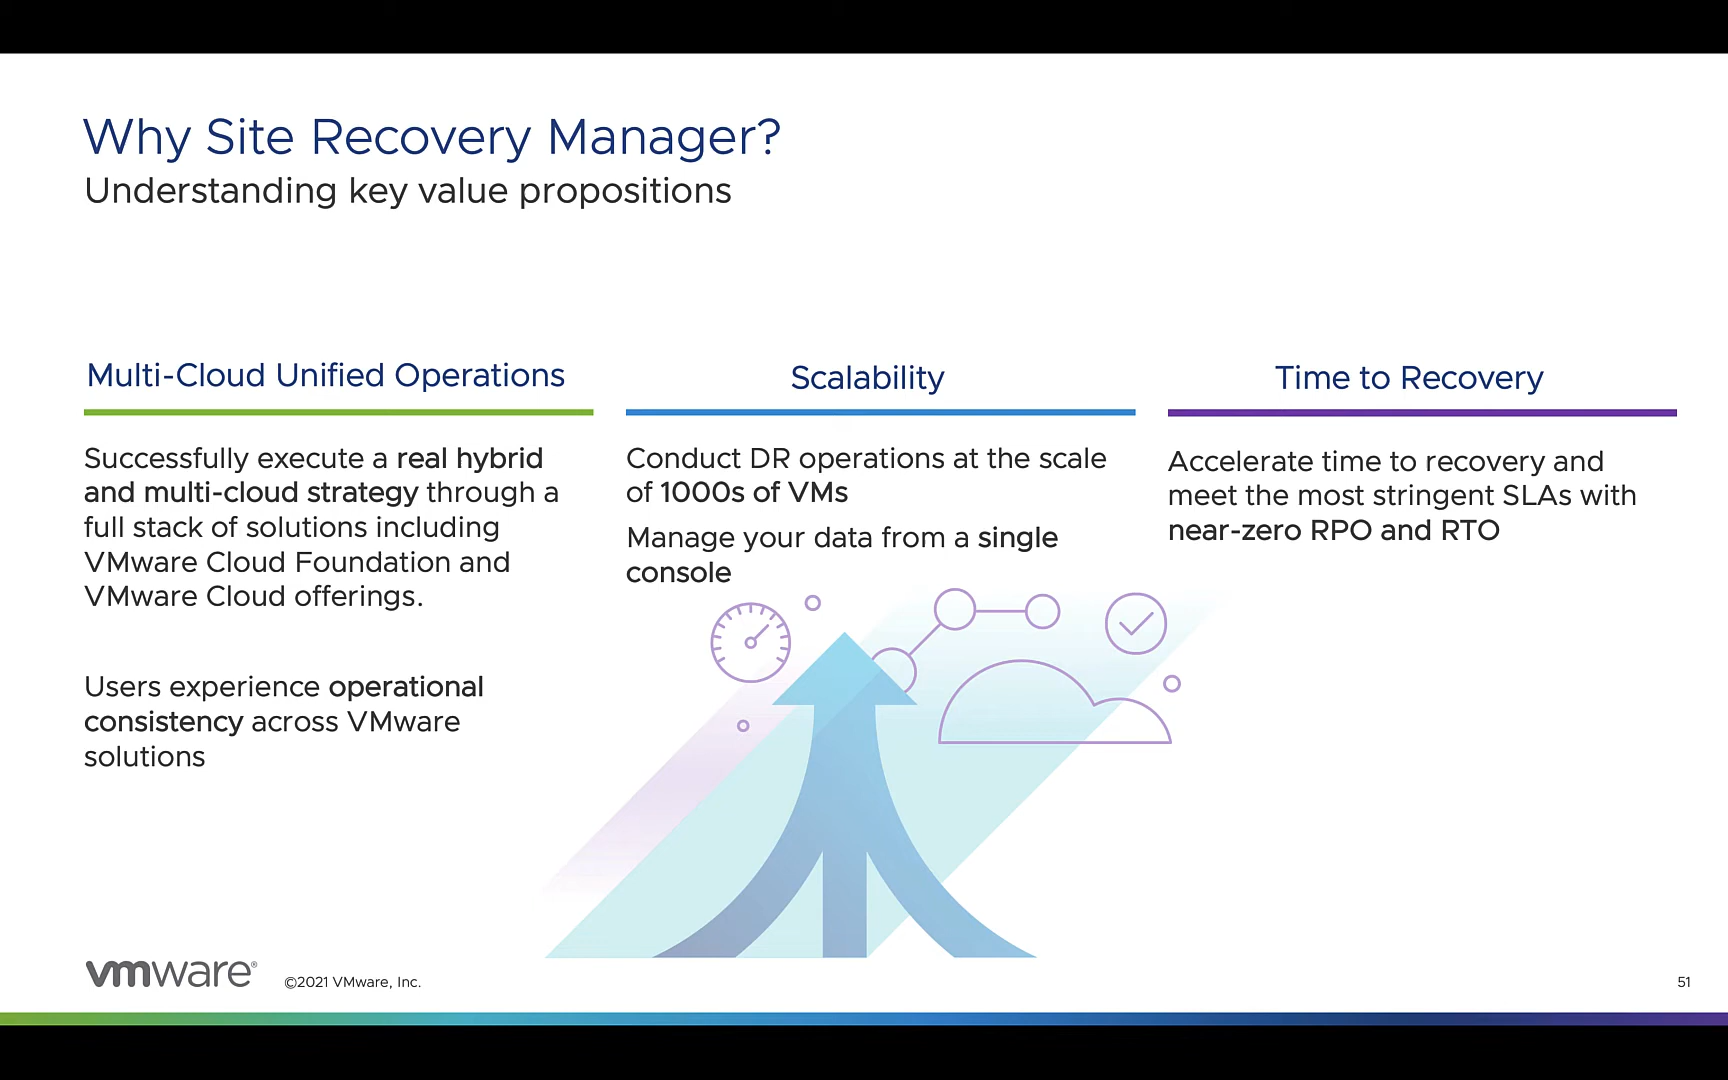 Why Site Recovery Manager?
Understanding key value propositions
Multi-Cloud Unified Operations
Successfully execute a real hybrid
and multi-cloud strategy through a
full stack of solutions including
VMware Cloud Foundation and
VMware Cloud offerings.
Users experience operational
consistency across VMware
solutions
Scalability
Conduct DR operations at the scale
of 1000s of VMs
Manage your data from a single
console
Time to Recovery
Accelerate time to recovery and
meet the most stringent SLAs with
near-zero RPO and RTO
vmware®
©2021 VMware, Inc.
51